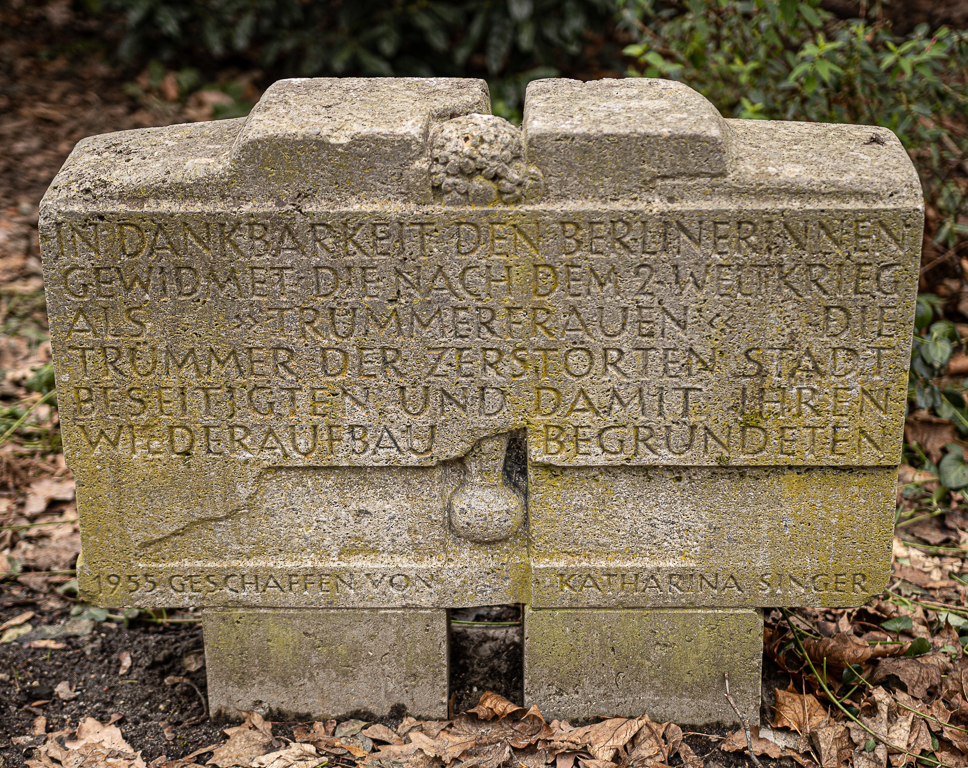 IN DANKBARKEIT DEN BERLINERINNEN
GEWIDMET DIE NACH DEM 2·WELTKRIEG
ALS »TRÜMMERFRAUEN« DIE
TRÜMMER DER ZERSTÖRTEN STADT
BESEITIGTEN UND DAMIT IHREN
WIEDERAUFBAU BEGRÜNDETEN
1955 GESCHAFFEN VON KATHARINA SINGER